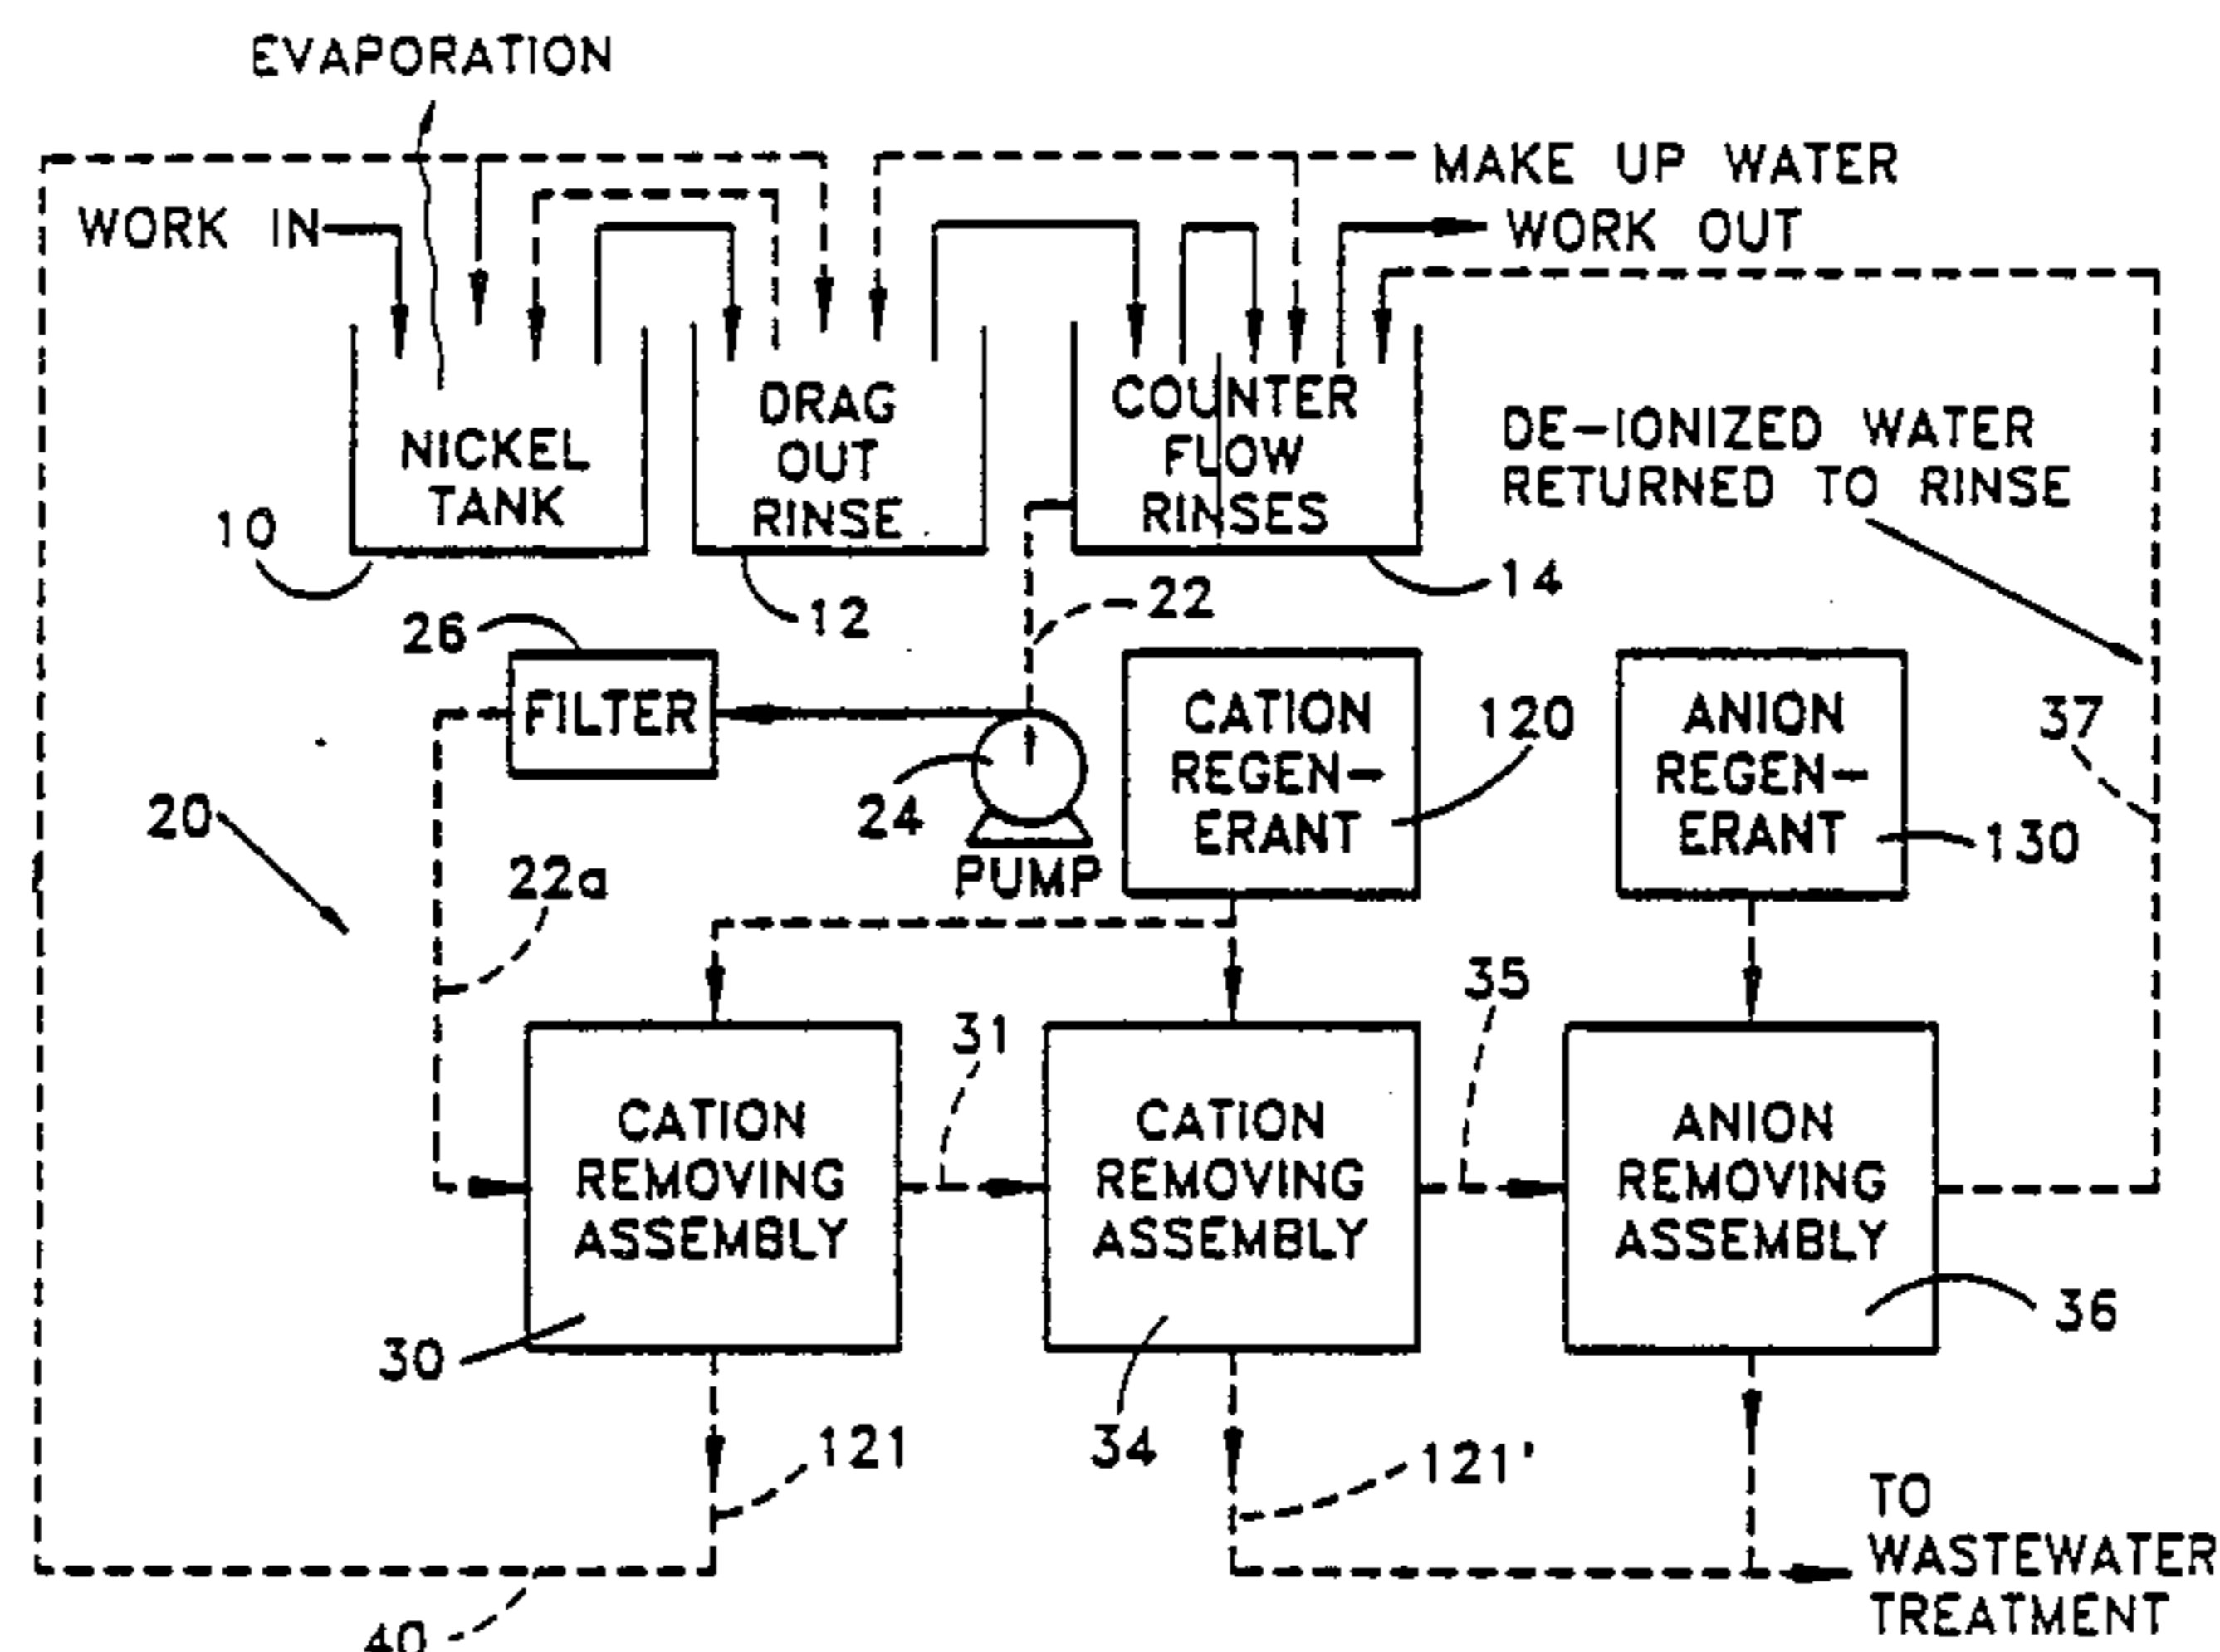 EVAPORATION
MAKE UP WATER
WORK IN
WORK OUT
NICKEL
TANK
DRAG
OUT
RINSE
COUNTER
FLOW
RINSES
DE-IONIZED WATER
RETURNED TO RINSE
10
12
14
22
26
FILTER
24
PUMP
CATION
REGEN-
ERANT
120
ANION
REGEN-
ERANT
130
37
20
22a
31
35
CATION
REMOVING
ASSEMBLY
CATION
REMOVING
ASSEMBLY
ANION
REMOVING
ASSEMBLY
30
34
36
121
121'
TO
WASTEWATER
TREATMENT
40